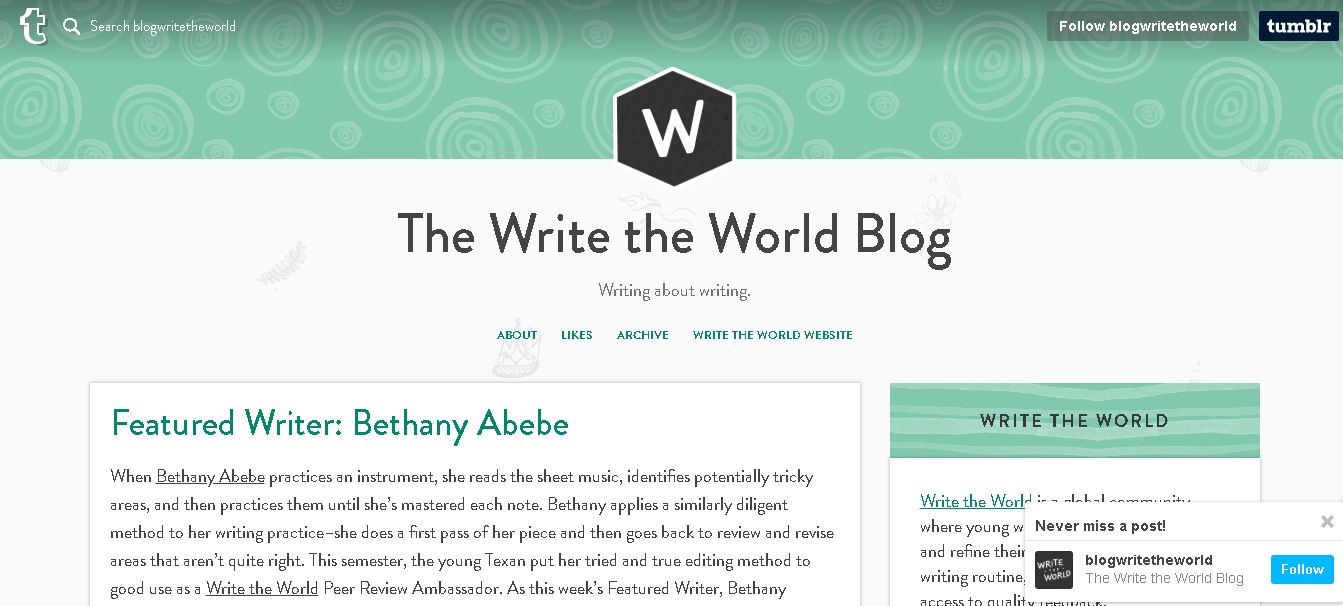 Search blogwritetheworld
Follow blogwritetheworld
tumblr
W
The Write the World Blog
Writing about writing.
ABOUT LIKES ARCHIVE WRITE THE WORLD WEBSITE
Featured Writer: Bethany Abebe
When Bethany Abebe practices an instrument, she reads the sheet music, identifies potentially tricky
areas, and then practices them until she's mastered each note. Bethany applies a similarly diligent
method to her writing practice–she does a first pass of her piece and then goes back to review and revise
areas that aren't quite right. This semester, the young Texan put her tried and true editing method to
good use as a Write the World Peer Review Ambassador. As this week's Featured Writer, Bethany
WRITE THE WORLD
Write the World is a global community
where young w
and refine their
writing routine,
access to quality feedback.
Never miss a post!
WRITE THE WORLD
blogwritetheworld
The Write the World Blog
Follow